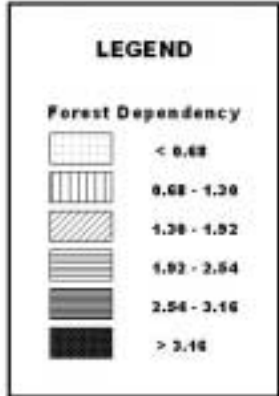 LEGEND
Forest Dependency
< 0.68
0.68 - 1.30
1.30 - 1.92
1.92 - 2.54
2.54 - 3.16
> 3.16